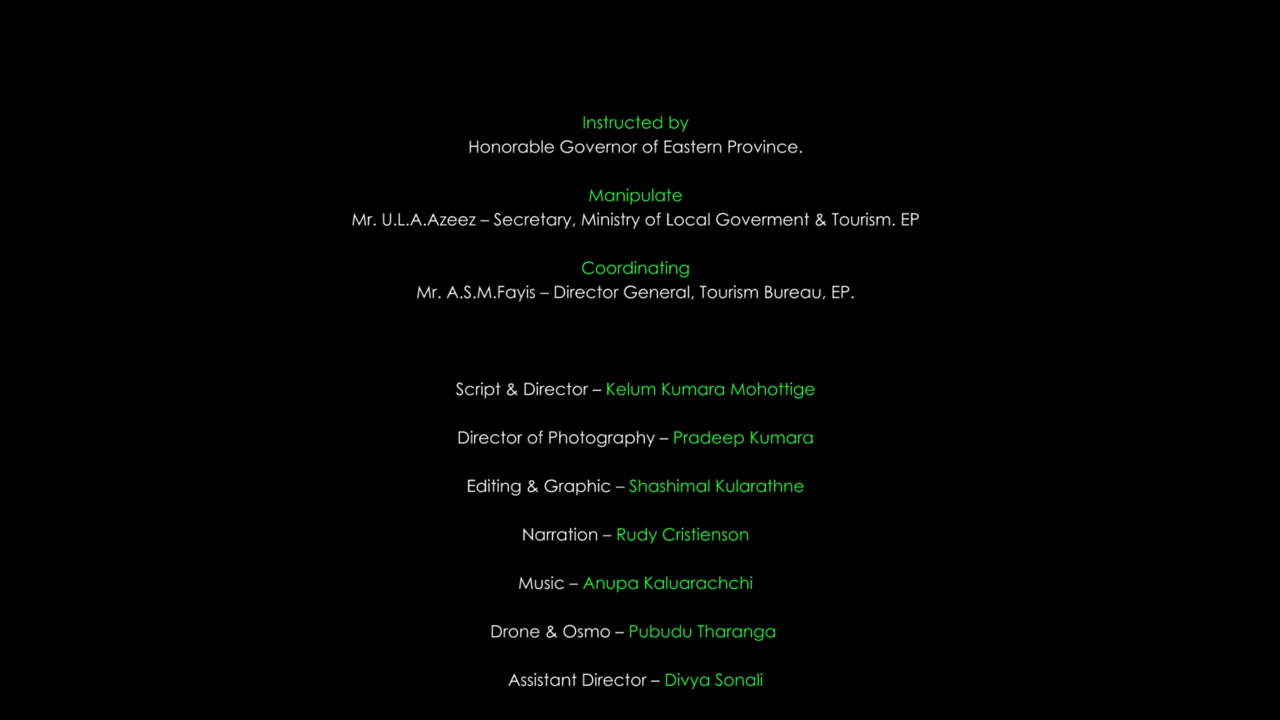 Instructed by
Honorable Governor of Eastern Province.
Manipulate
Mr. U.L.A.Azeez – Secretary, Ministry of Local Goverment & Tourism. EP
Coordinating
Mr. A.S.M.Fayis – Director General, Tourism Bureau, EP.
Script & Director – Kelum Kumara Mohottige
Director of Photography – Pradeep Kumara
Editing & Graphic – Shashimal Kularathne
Narration – Rudy Cristienson
Music – Anupa Kaluarachchi
Drone & Osmo – Pubudu Tharanga
Assistant Director – Divya Sonali